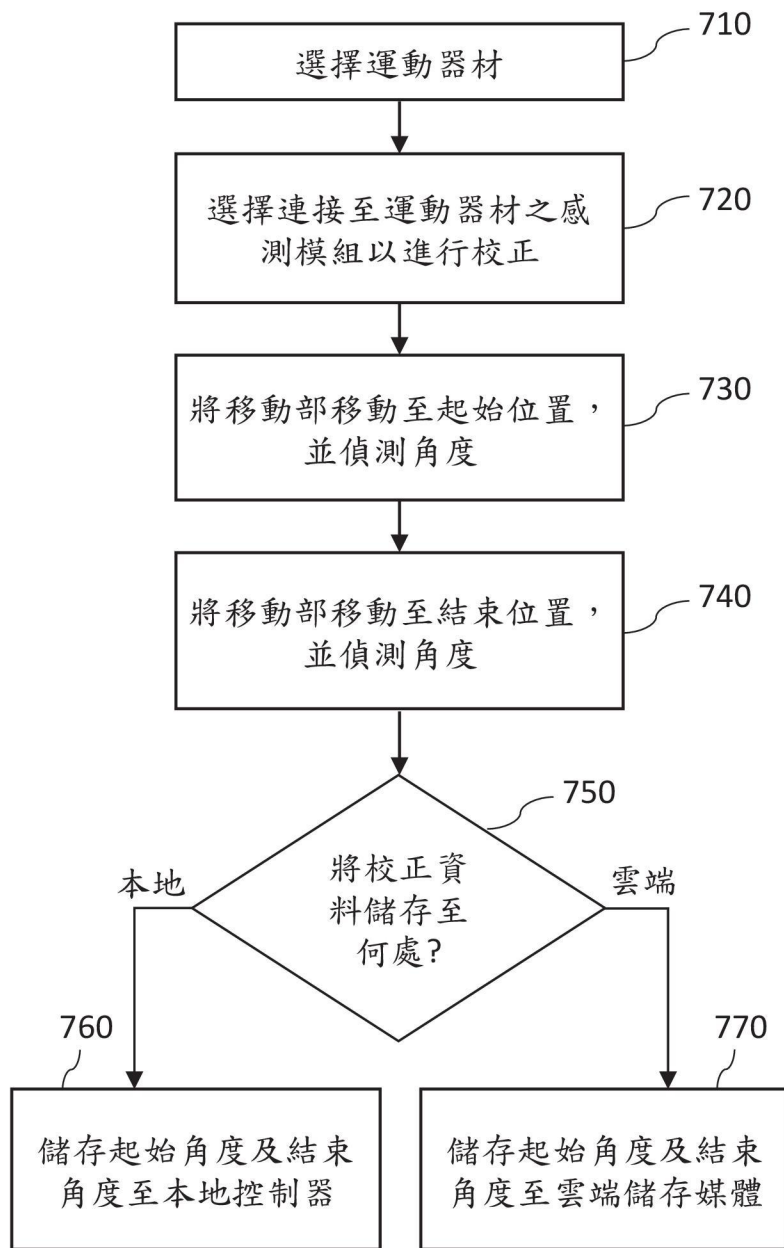 710
選擇運動器材
720
選擇連接至運動器材之感
測模組以進行校正
730
將移動部移動至起始位置，
並偵測角度
740
將移動部移動至結束位置，
並偵測角度
750
將校正資
料儲存至
何處?
本地
雲端
760
儲存起始角度及結束
角度至本地控制器
770
儲存起始角度及結束
角度至雲端儲存媒體